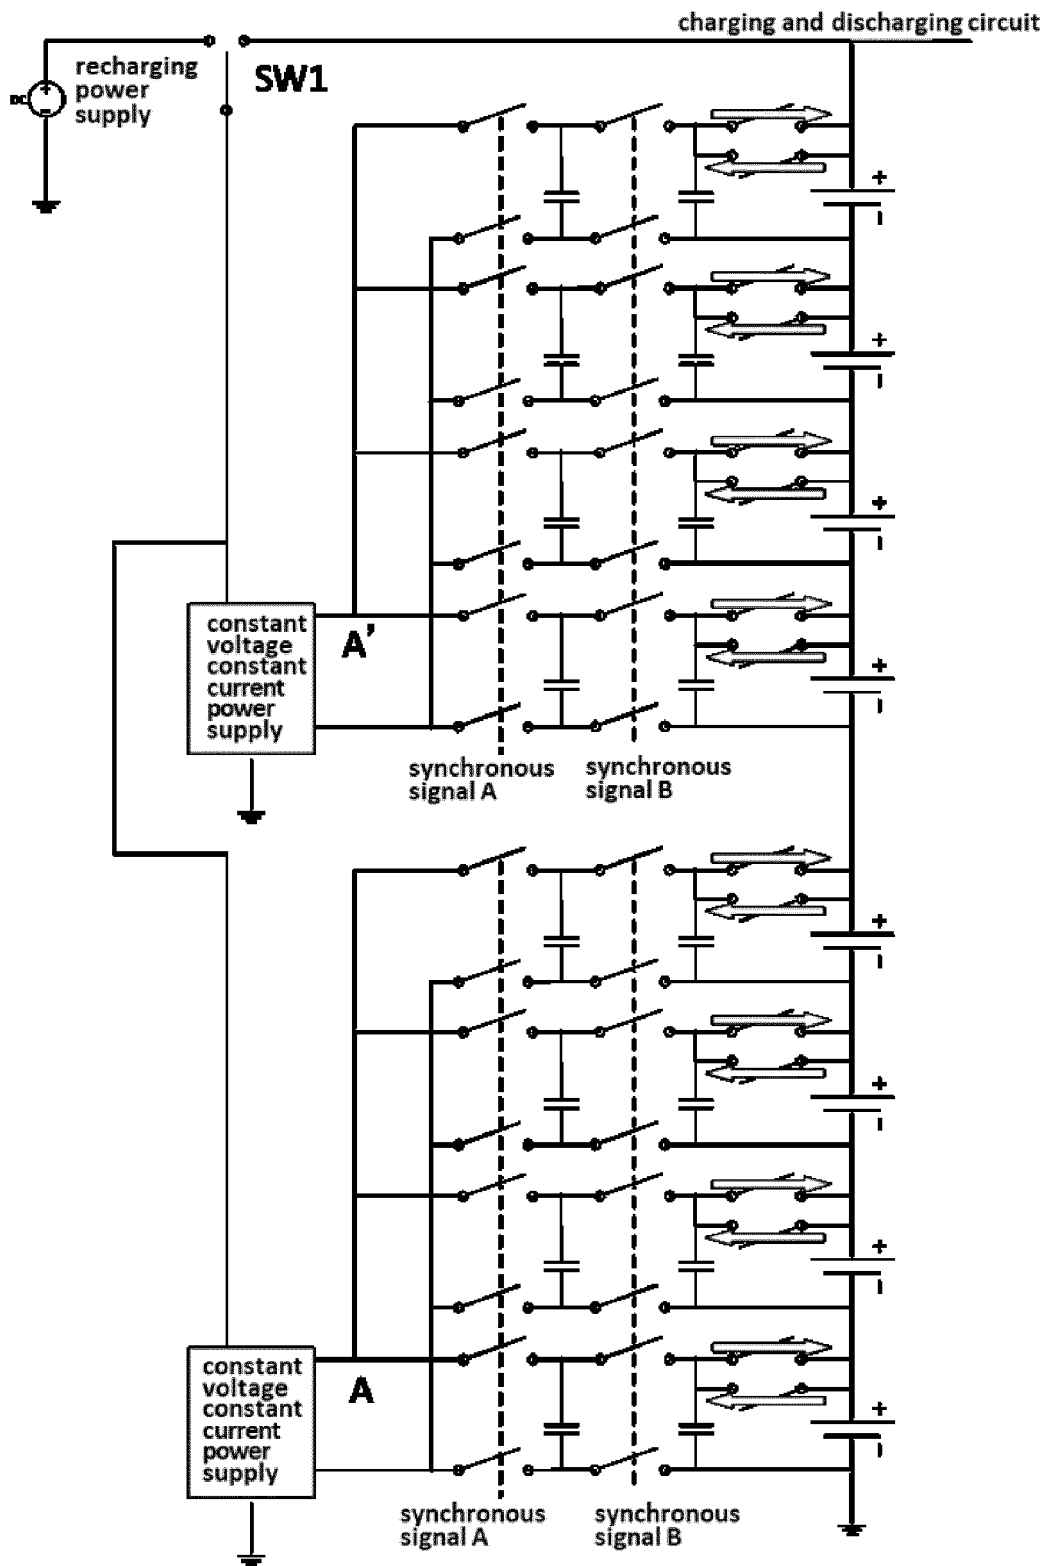 charging and discharging circuit
recharging
power
supply
SW1
DC
+
−
+
I
+
I
+
I
+
I
constant
voltage
constant
current
power
supply
A’
synchronous
signal A
synchronous
signal B
+
I
+
I
+
I
+
I
constant
voltage
constant
current
power
supply
A
synchronous
signal A
synchronous
signal B